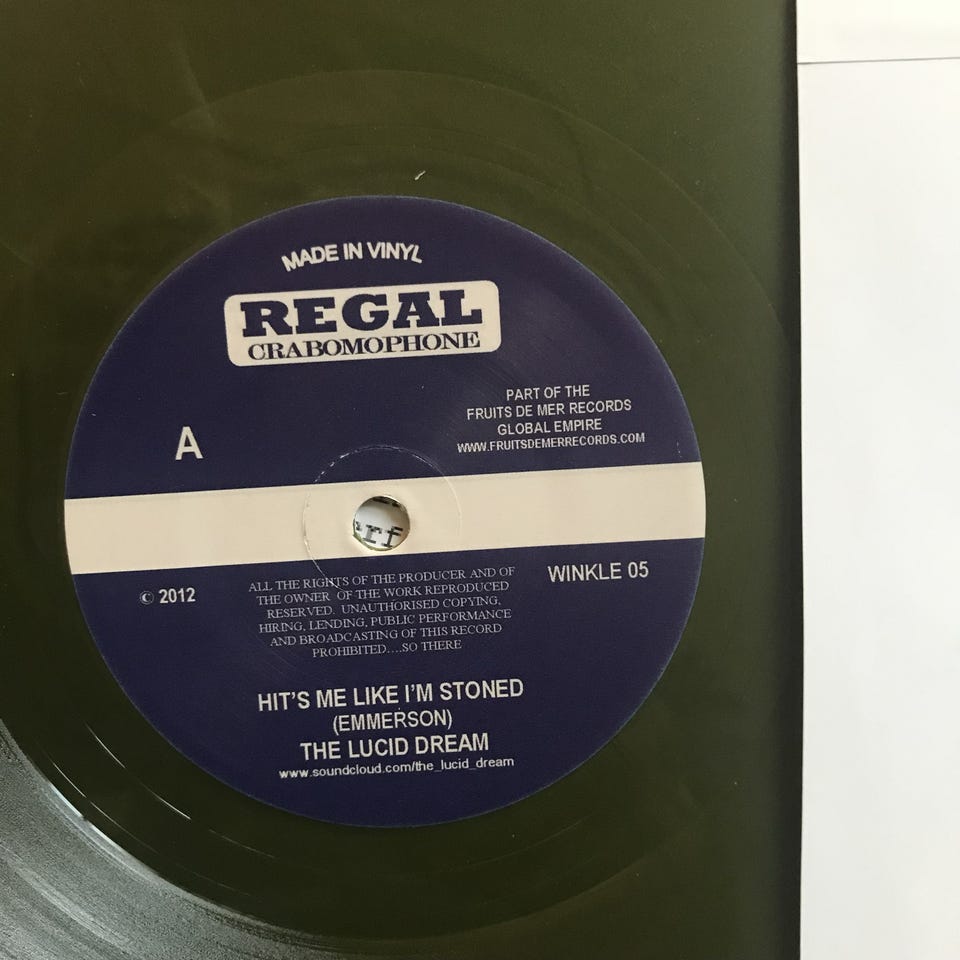 MADE IN VINYL
REGAL
CRABOMOPHONE
PART OF THE
FRUITS DE MER RECORDS
GLOBAL EMPIRE
WWW.FRUITSDEMERRECORDS.COM
A
rf
© 2012
WINKLE 05
ALL THE RIGHTS OF THE PRODUCER AND OF
THE OWNER OF THE WORK REPRODUCED
RESERVED. UNAUTHORISED COPYING,
HIRING, LENDING, PUBLIC PERFORMANCE
AND BROADCASTING OF THIS RECORD
PROHIBITED....SO THERE
HIT'S ME LIKE I'M STONED
(EMMERSON)
THE LUCID DREAM
www.soundcloud.com/the_lucid_dream